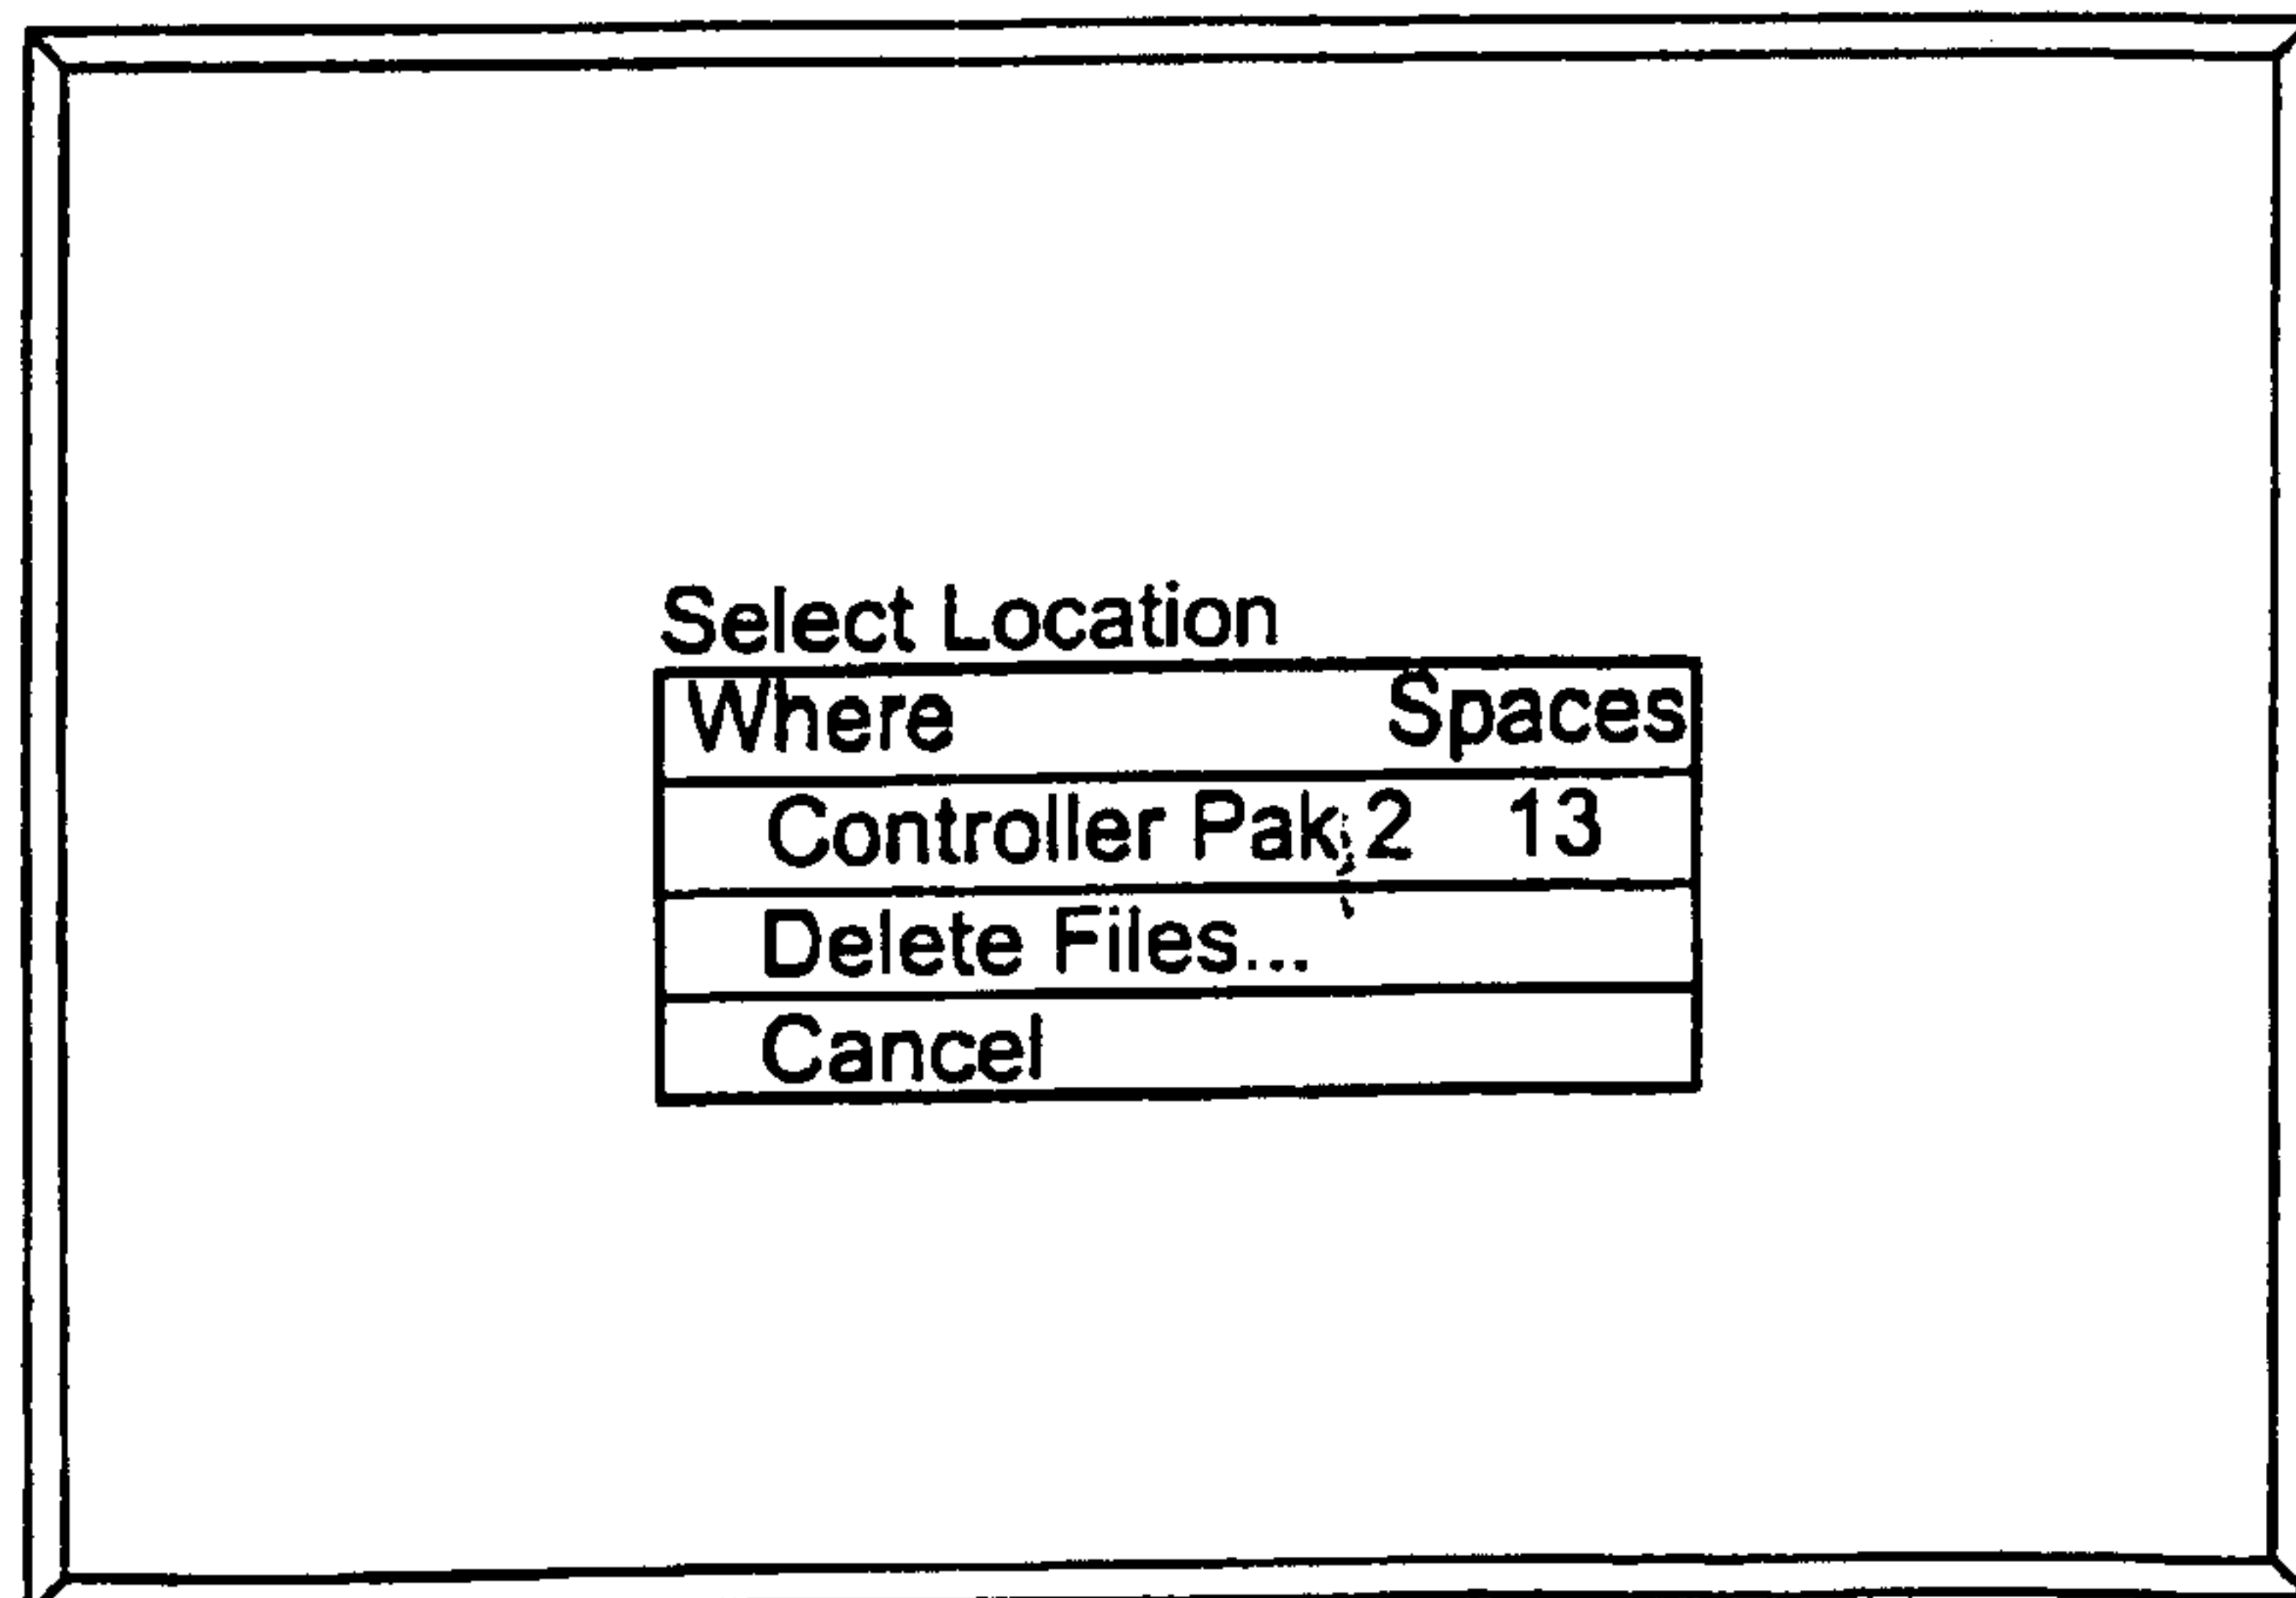 Select Location
Where Spaces
Controller Pak 2 13
Delete Files...
Cancel